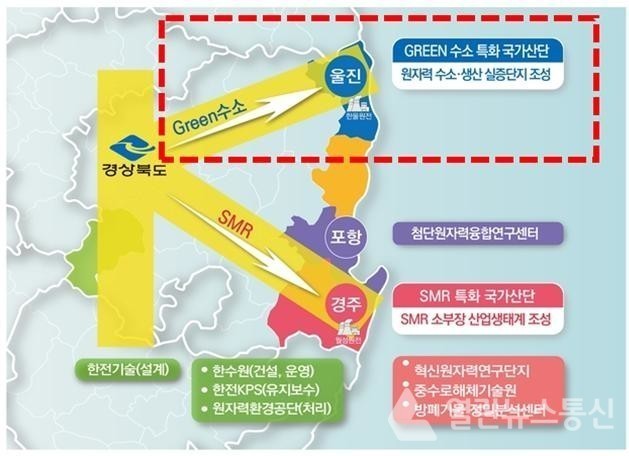 GREEN 수소 특화 국가산단
원자력 수소·생산 실증단지 조성
울진
한울원전
Green수소
경상북도
SMR
포항
첨단원자력융합연구센터
경주
월성원전
SMR 특화 국가산단
SMR 소부장 산업생태계 조성
한전기술(설계)
• 한수원(건설, 운영)
• 한전KPS(유지보수)
• 원자력환경공단(처리)
• 혁신원자력연구단지
• 중수로해체기술원
• 방폐기물 정밀분석센터
열린뉴스통신